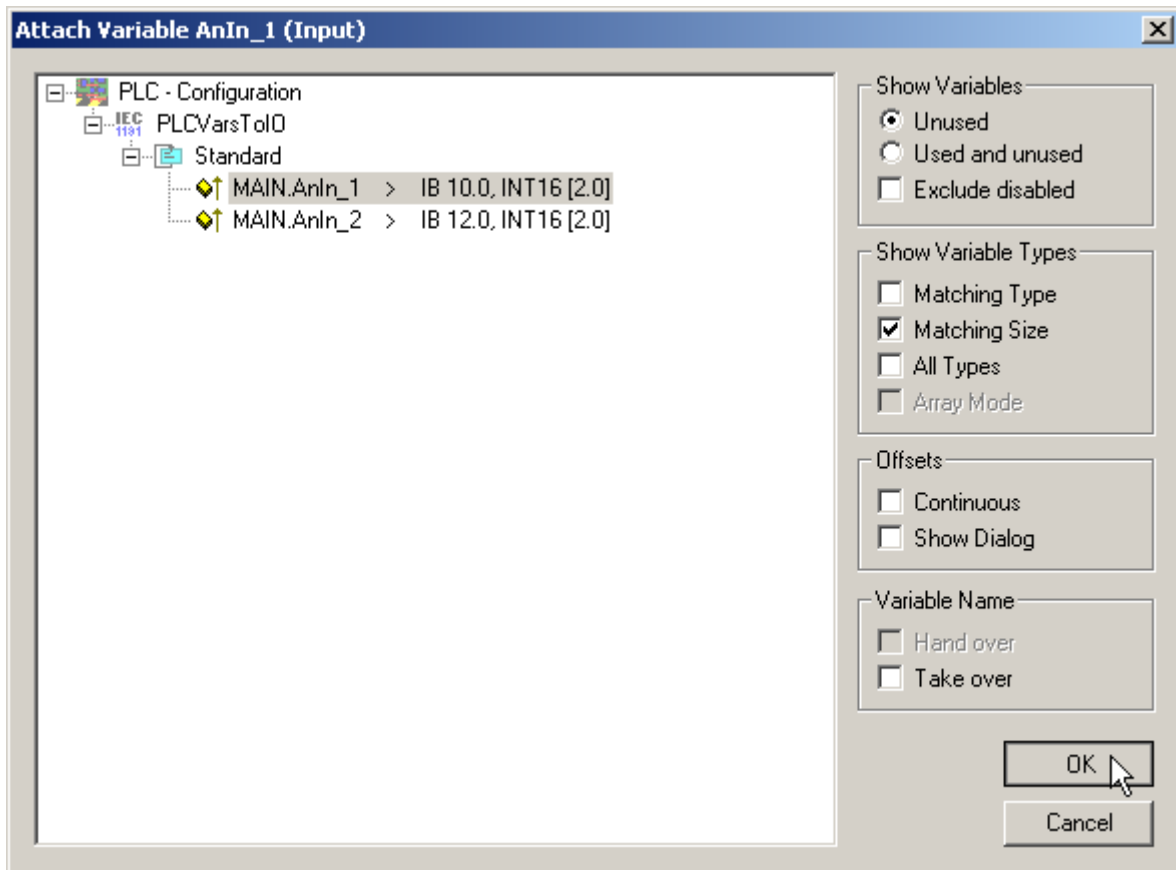 Attach Variable AnIn_1 (Input)
PLC - Configuration
IEC
1131
PLCVarsToIO
Standard
MAIN.AnIn_1 > IB 10.0, INT16 [2.0]
MAIN.AnIn_2 > IB 12.0, INT16 [2.0]
Show Variables
Unused
Used and unused
Exclude disabled
Show Variable Types
Matching Type
Matching Size
All Types
Array Mode
Offsets
Continuous
Show Dialog
Variable Name
Hand over
Take over
OK
Cancel